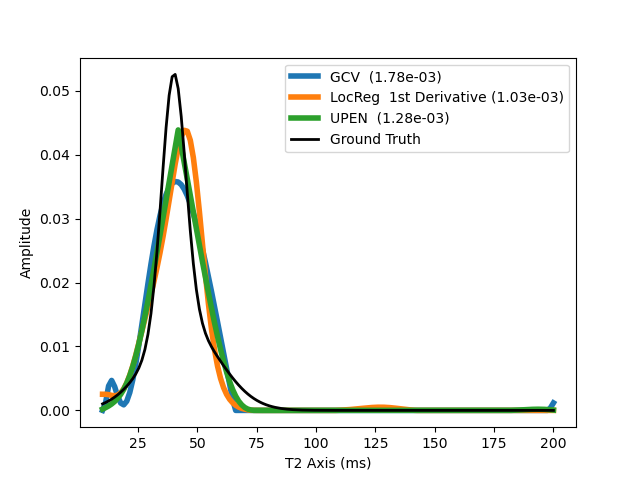 GCV  (1.78e-03)
LocReg  1st Derivative (1.03e-03)
UPEN  (1.28e-03)
Ground Truth
0.05
0.04
0.03
0.02
0.01
0.00
Amplitude
25 50 75 100 125 150 175 200
T2 Axis (ms)